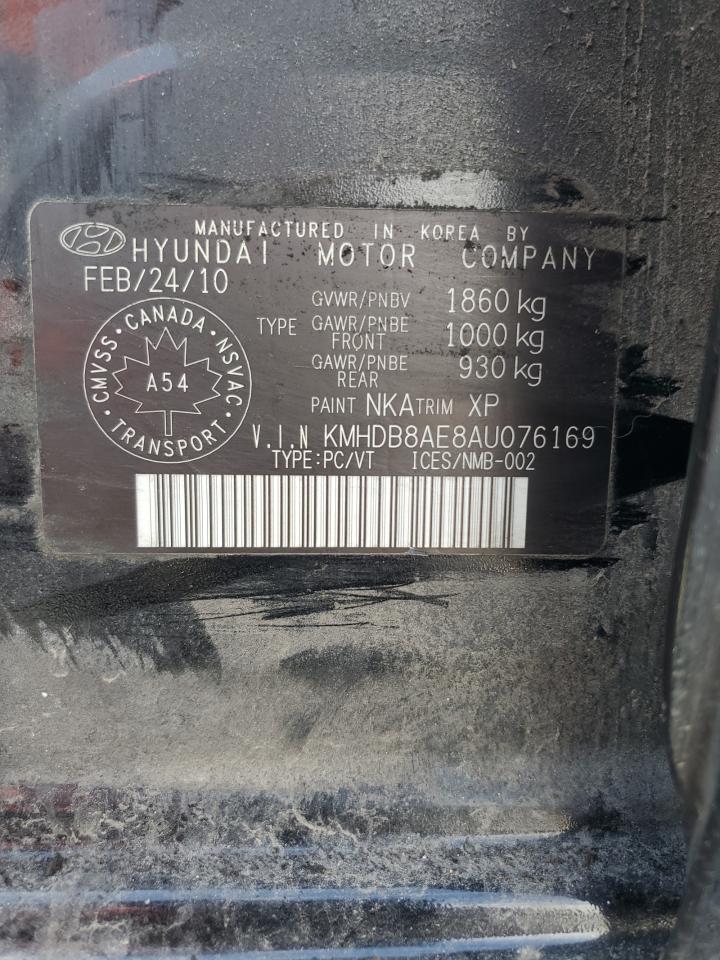 MANUFACTURED IN KOREA BY
HYUNDAI MOTOR COMPANY
FEB/24/10
GVWR/PNBV 1860 kg
TYPE GAWR/PNBE FRONT 1000 kg
GAWR/PNBE REAR 930 kg
PAINT NKA TRIM XP
CMVSS · CANADA · NSVAC
A54
· TRANSPORT ·
V.I.N KMHDB8AE8AU076169
TYPE:PC/VT ICES/NMB-002